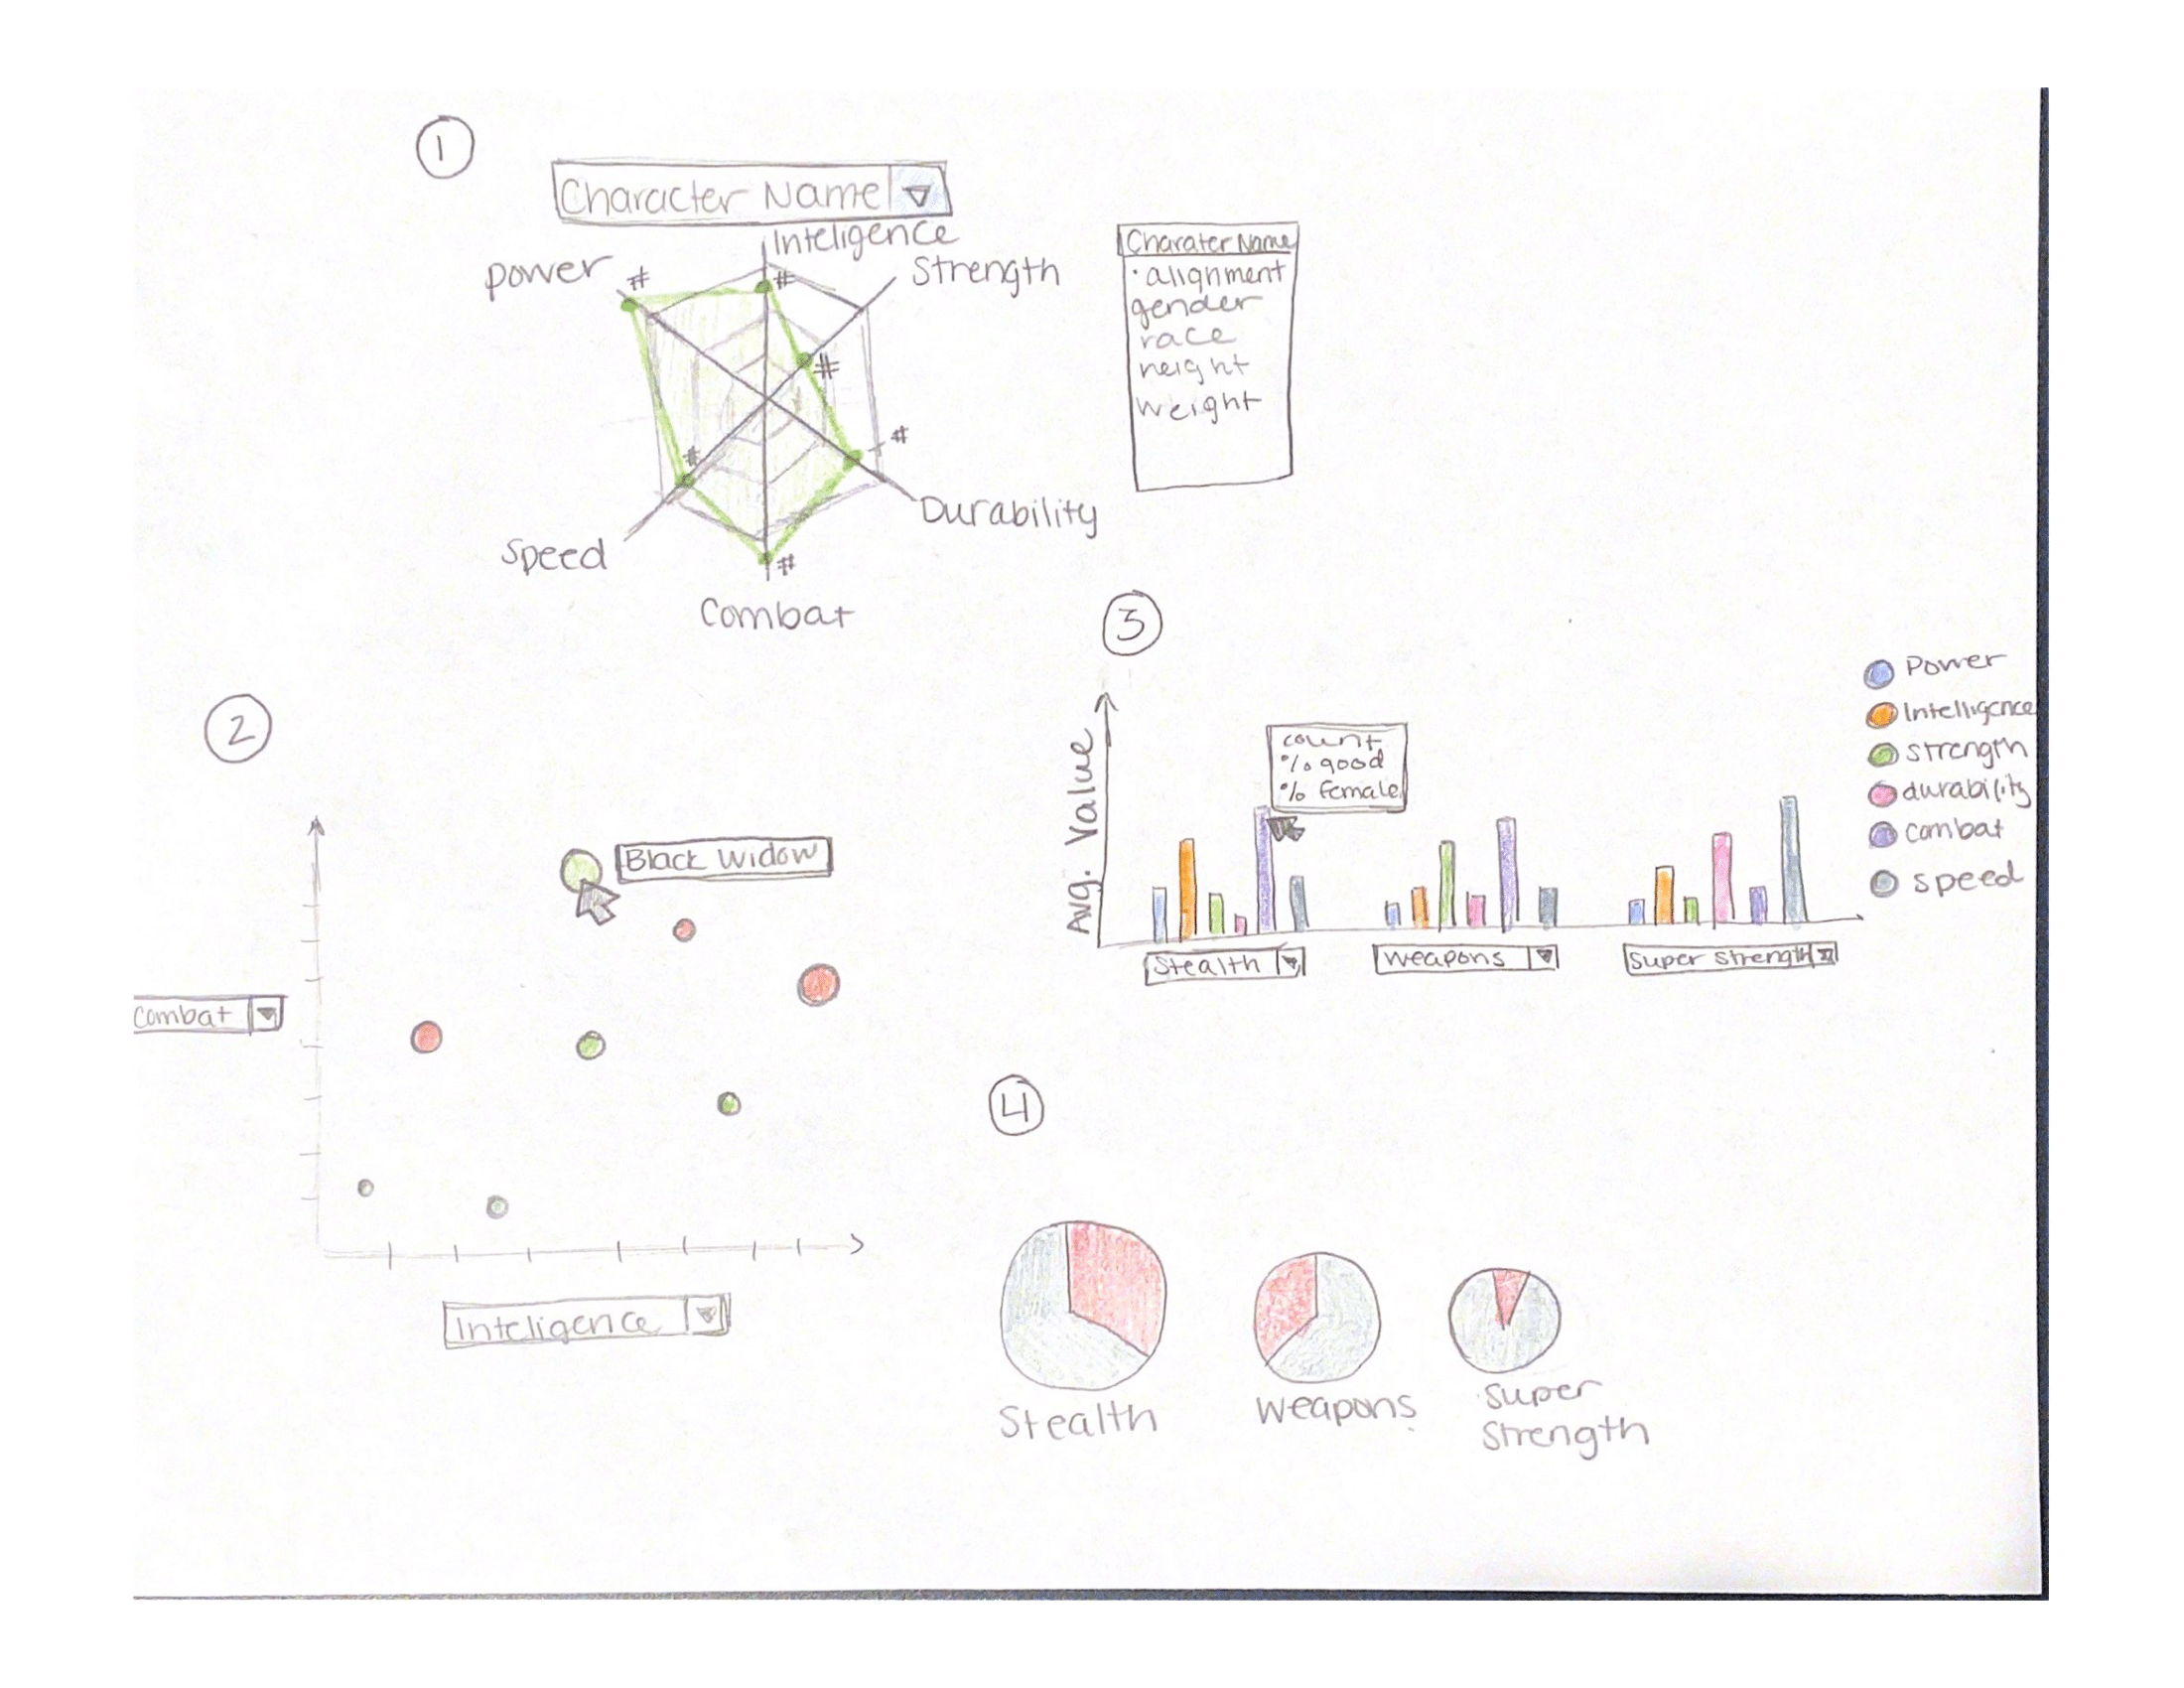 1
Character Name
Inteligence
power
#
#
Strength
#
#
#
Durability
Speed
#
Combat
Charater Name
· alignment
gender
race
height
weight
2
Black Widow
Combat
Inteligence
3
Avg. Value
count
% good
% female
Stealth
weapons
Super Strength
Power
Intelligence
strength
durability
combat
speed
4
Stealth
Weapons
Super
Strength